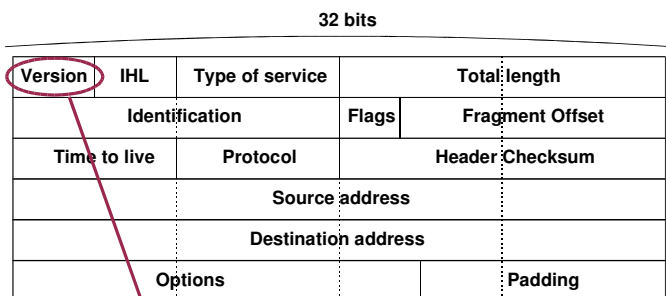 32 bits
Version IHL Type of service Total length
Identification Flags Fragment Offset
Time to live Protocol Header Checksum
Source address
Destination address
Options Padding